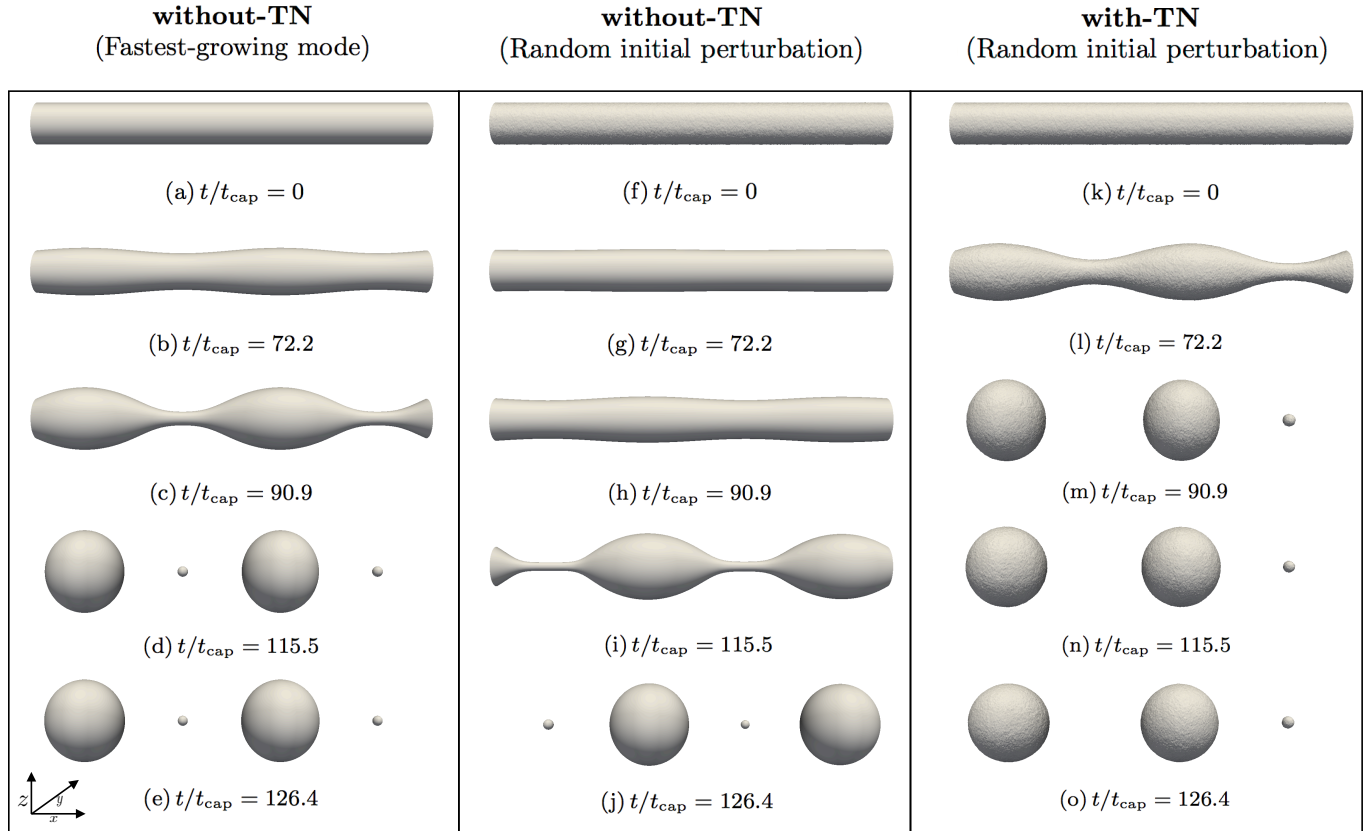 without-TN
(Fastest-growing mode)
without-TN
(Random initial perturbation)
with-TN
(Random initial perturbation)
(a) t/t_cap = 0
(f) t/t_cap = 0
(k) t/t_cap = 0
(b) t/t_cap = 72.2
(g) t/t_cap = 72.2
(l) t/t_cap = 72.2
(c) t/t_cap = 90.9
(h) t/t_cap = 90.9
(m) t/t_cap = 90.9
(d) t/t_cap = 115.5
(i) t/t_cap = 115.5
(n) t/t_cap = 115.5
z
y
x
(e) t/t_cap = 126.4
(j) t/t_cap = 126.4
(o) t/t_cap = 126.4